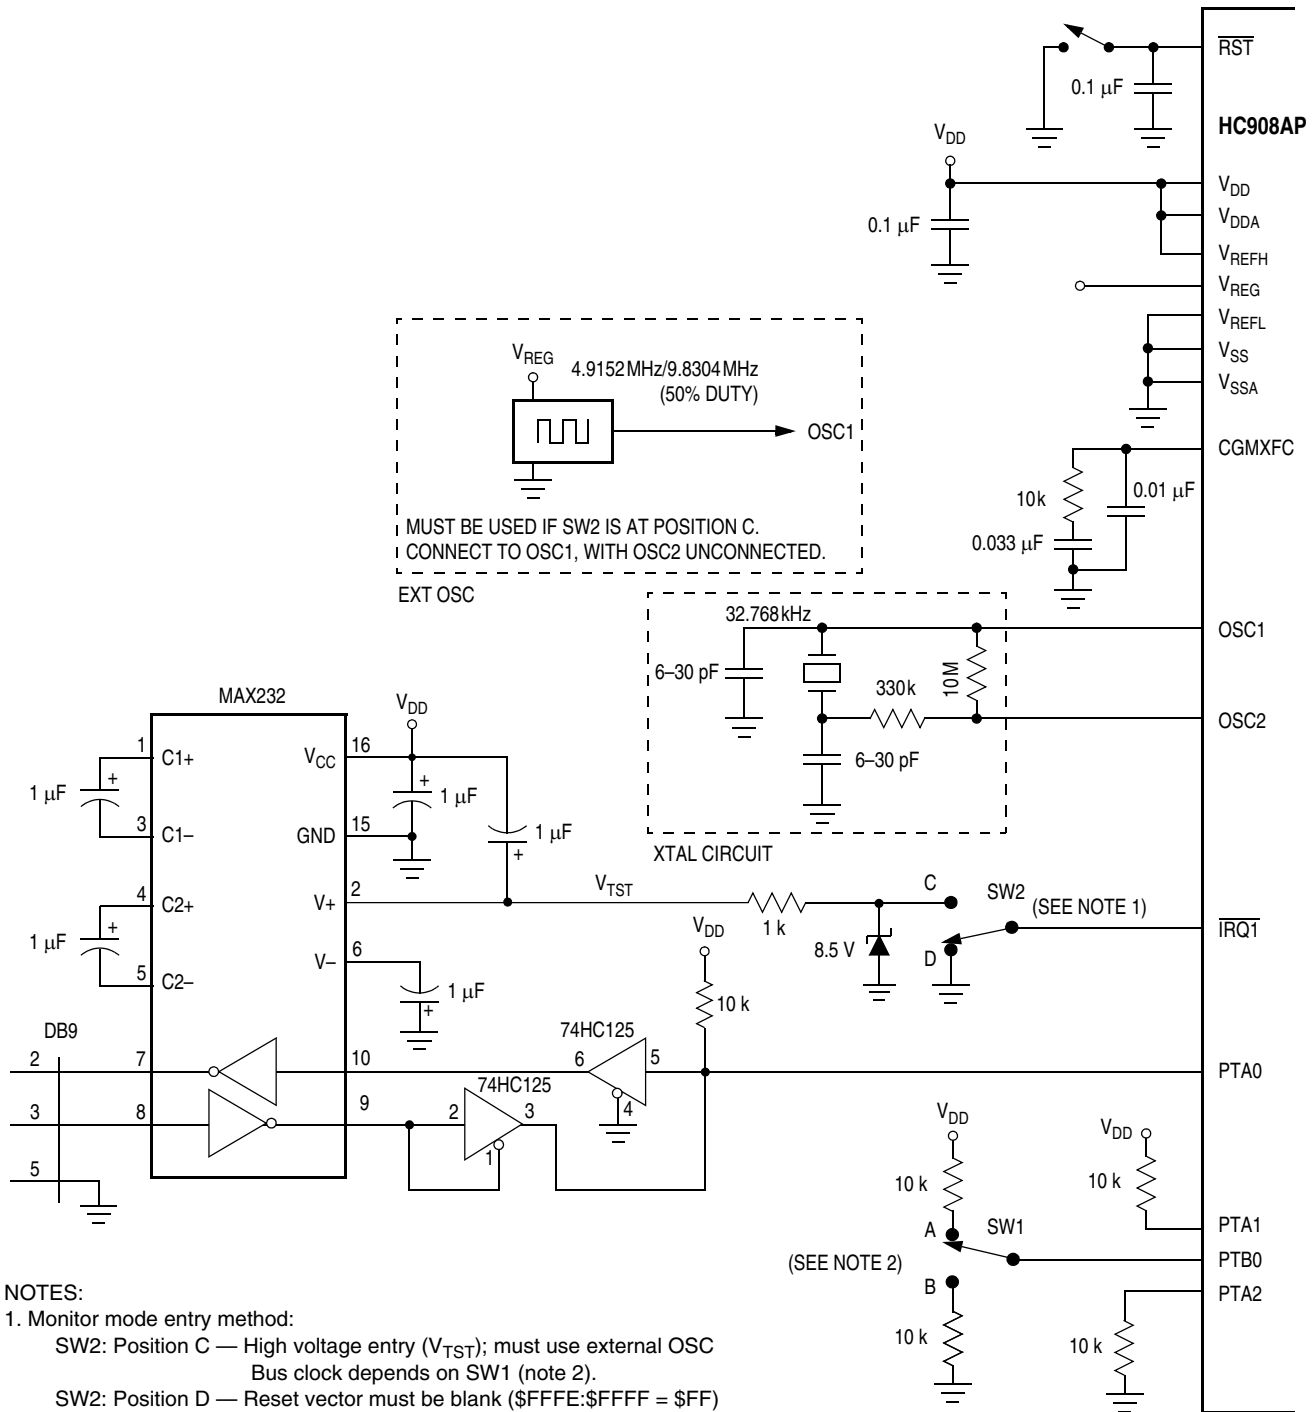 RST
0.1 µF
HC908AP
VDD
VDD
0.1 µF
VDDA
VREFH
VREG
VREFL
VSS
VSSA
VREG
4.9152MHz/9.8304MHz
(50% DUTY)
OSC1
MUST BE USED IF SW2 IS AT POSITION C.
CONNECT TO OSC1, WITH OSC2 UNCONNECTED.
EXT OSC
CGMXFC
10k
0.01 µF
0.033 µF
32.768kHz
OSC1
6–30 pF
10M
330k
OSC2
6–30 pF
XTAL CIRCUIT
MAX232
VDD
1
C1+
VCC
16
1 µF
+
+
1 µF
3
C1–
GND
15
1 µF
+
4
C2+
V+
2
VTST
1 k
C
SW2
(SEE NOTE 1)
IRQ1
1 µF
+
8.5 V
D
5
C2–
V–
6
1 µF
+
VDD
10 k
DB9
74HC125
2
7
10
6
5
4
PTA0
74HC125
3
8
9
2
3
1
5
VDD
10 k
VDD
10 k
A
SW1
PTA1
(SEE NOTE 2)
PTB0
B
PTA2
10 k
10 k
NOTES:
1. Monitor mode entry method:
SW2: Position C — High voltage entry (VTST); must use external OSC
Bus clock depends on SW1 (note 2).
SW2: Position D — Reset vector must be blank ($FFFE:$FFFF = $FF)